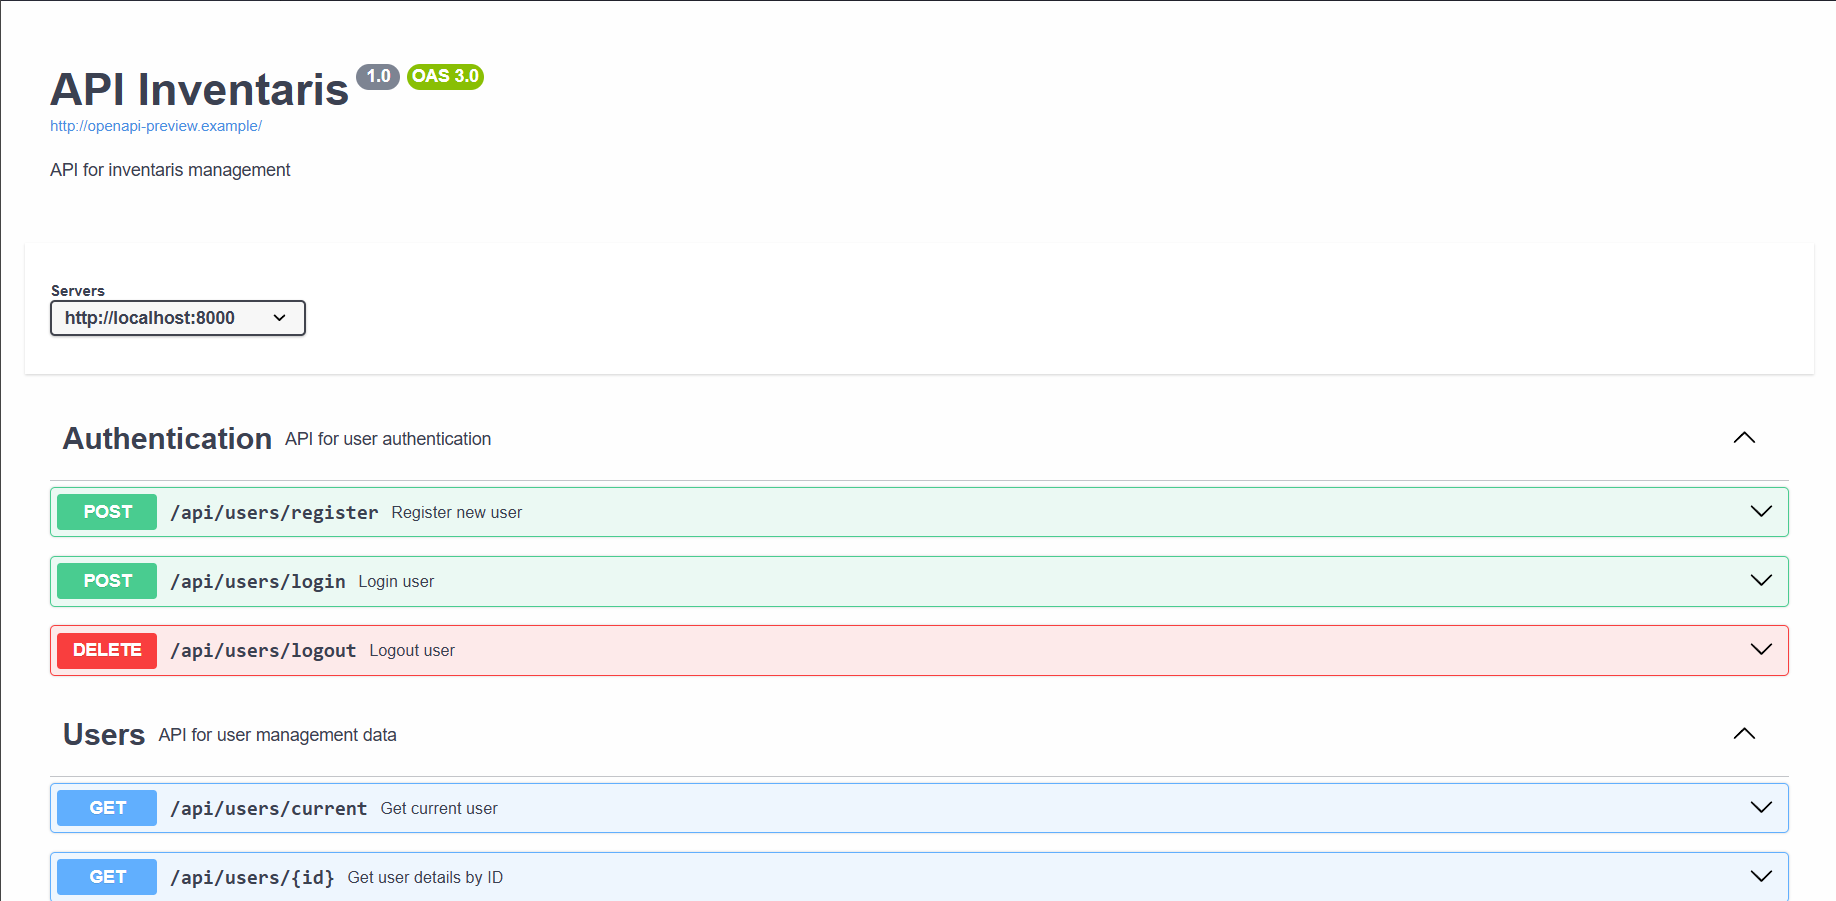 API Inventaris 1.0 OAS 3.0
http://openapi-preview.example/
API for inventaris management
Servers
http://localhost:8000
Authentication API for user authentication
POST /api/users/register Register new user
POST /api/users/login Login user
DELETE /api/users/logout Logout user
Users API for user management data
GET /api/users/current Get current user
GET /api/users/{id} Get user details by ID